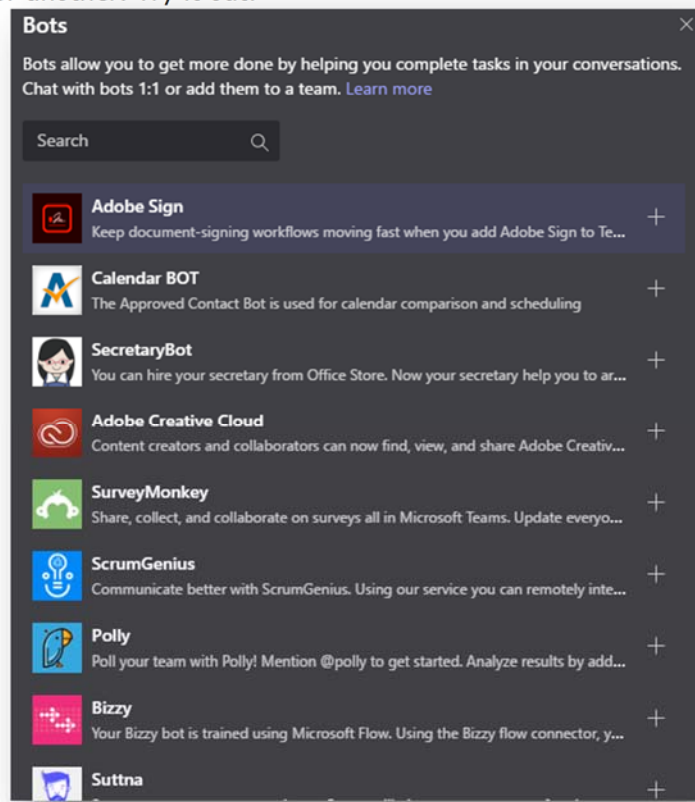 Bots
Bots allow you to get more done by helping you complete tasks in your conversations.
Chat with bots 1:1 or add them to a team. Learn more
Search
Adobe Sign
Keep document-signing workflows moving fast when you add Adobe Sign to Te...
Calendar BOT
The Approved Contact Bot is used for calendar comparison and scheduling
SecretaryBot
You can hire your secretary from Office Store. Now your secretary help you to ar...
Adobe Creative Cloud
Content creators and collaborators can now find, view, and share Adobe Creativ...
SurveyMonkey
Share, collect, and collaborate on surveys all in Microsoft Teams. Update everyo...
ScrumGenius
Communicate better with ScrumGenius. Using our service you can remotely inte...
Polly
Poll your team with Polly! Mention @polly to get started. Analyze results by add...
Bizzy
Your Bizzy bot is trained using Microsoft Flow. Using the Bizzy flow connector, y...
Suttna